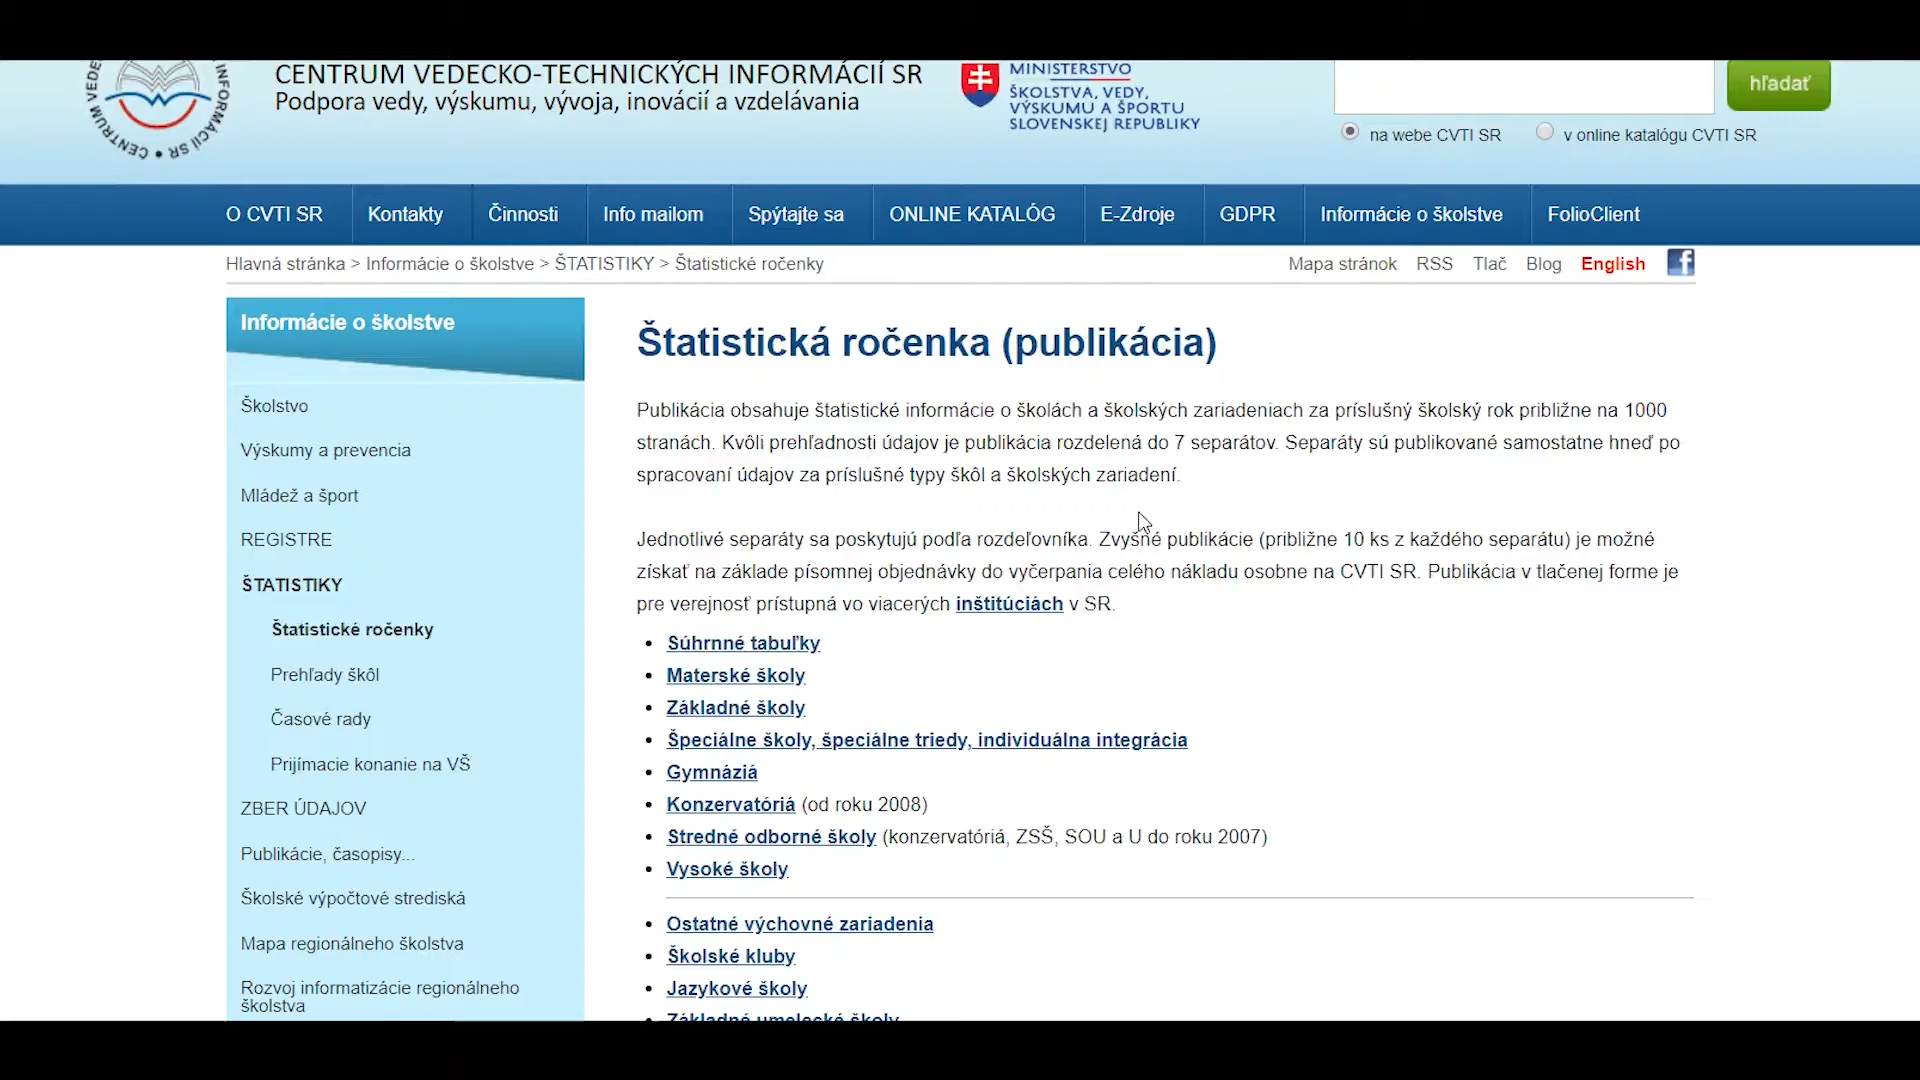 CENTRUM VEDECKO-TECHNICKÝCH INFORMÁCIÍ SR
Podpora vedy, výskumu, vývoja, inovácií a vzdelávania
MINISTERSTVO
ŠKOLSTVA, VEDY,
VÝSKUMU A ŠPORTU
SLOVENSKEJ REPUBLIKY
hľadať
na webe CVTI SR
v online katalógu CVTI SR
O CVTI SR
Kontakty
Činnosti
Info mailom
Spýtajte sa
ONLINE KATALÓG
E-Zdroje
GDPR
Informácie o školstve
FolioClient
Hlavná stránka > Informácie o školstve > ŠTATISTIKY > Štatistické ročenky
Mapa stránok
RSS
Tlač
Blog
English
Informácie o školstve
Školstvo
Výskumy a prevencia
Mládež a šport
REGISTRE
ŠTATISTIKY
Štatistické ročenky
Prehľady škôl
Časové rady
Prijímacie konanie na VŠ
ZBER ÚDAJOV
Publikácie, časopisy...
Školské výpočtové strediská
Mapa regionálneho školstva
Rozvoj informatizácie regionálneho
školstva
Štatistická ročenka (publikácia)
Publikácia obsahuje štatistické informácie o školách a školských zariadeniach za príslušný školský rok približne na 1000
stranách. Kvôli prehľadnosti údajov je publikácia rozdelená do 7 separátov. Separáty sú publikované samostatne hneď po
spracovaní údajov za príslušné typy škôl a školských zariadení.
Jednotlivé separáty sa poskytujú podľa rozdeľovníka. Zvyšné publikácie (približne 10 ks z každého separátu) je možné
získať na základe písomnej objednávky do vyčerpania celého nákladu osobne na CVTI SR. Publikácia v tlačenej forme je
pre verejnosť prístupná vo viacerých inštitúciách v SR.
• Súhrnné tabuľky
• Materské školy
• Základné školy
• Špeciálne školy, špeciálne triedy, individuálna integrácia
• Gymnáziá
• Konzervatóriá (od roku 2008)
• Stredné odborné školy (konzervatóriá, ZSŠ, SOU a U do roku 2007)
• Vysoké školy
• Ostatné výchovné zariadenia
• Školské kluby
• Jazykové školy
• Základné umelecké školy